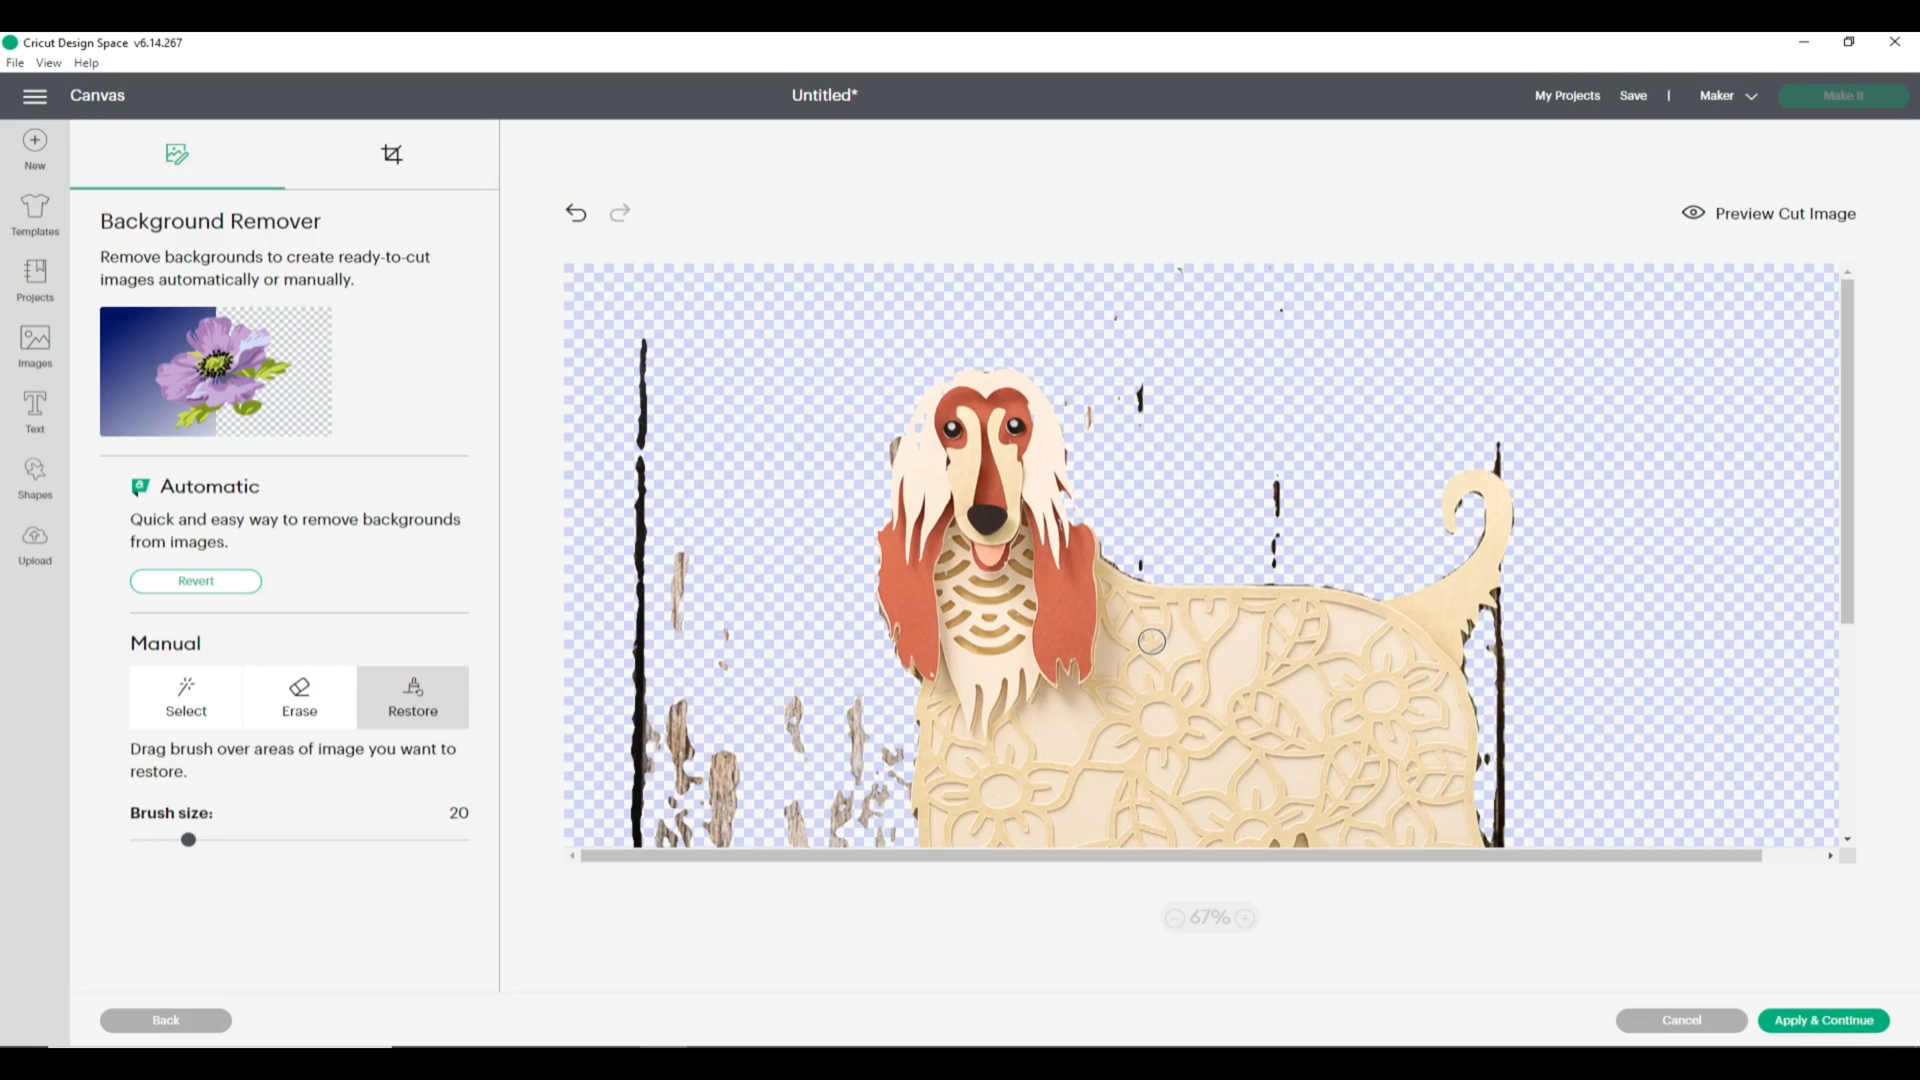 Cricut Design Space v6.14.267
File View Help
Canvas
Untitled*
My Projects Save | Maker Make It
New
Templates
Projects
Images
Text
Shapes
Upload
Background Remover
Remove backgrounds to create ready-to-cut
images automatically or manually.
Automatic
Quick and easy way to remove backgrounds
from images.
Revert
Manual
Select Erase Restore
Drag brush over areas of image you want to
restore.
Brush size: 20
Preview Cut Image
67%
Back
Cancel Apply & Continue